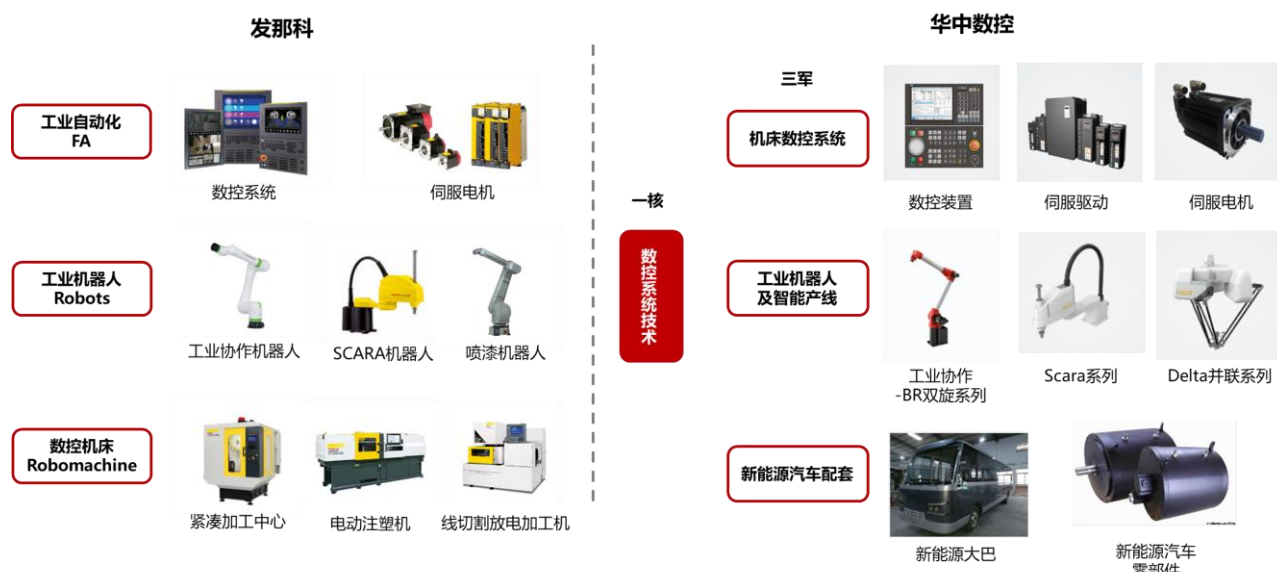 发那科
华中数控
三军
工业自动化
FA
数控系统
伺服电机
机床数控系统
数控装置
伺服驱动
伺服电机
一核
数控系统技术
工业机器人
Robots
工业协作机器人
SCARA机器人
喷漆机器人
工业机器人
及智能产线
工业协作
-BR双旋系列
Scara系列
Delta并联系列
数控机床
Robomachine
紧凑加工中心
电动注塑机
线切割放电加工机
新能源汽车配套
新能源大巴
新能源汽车
零部件